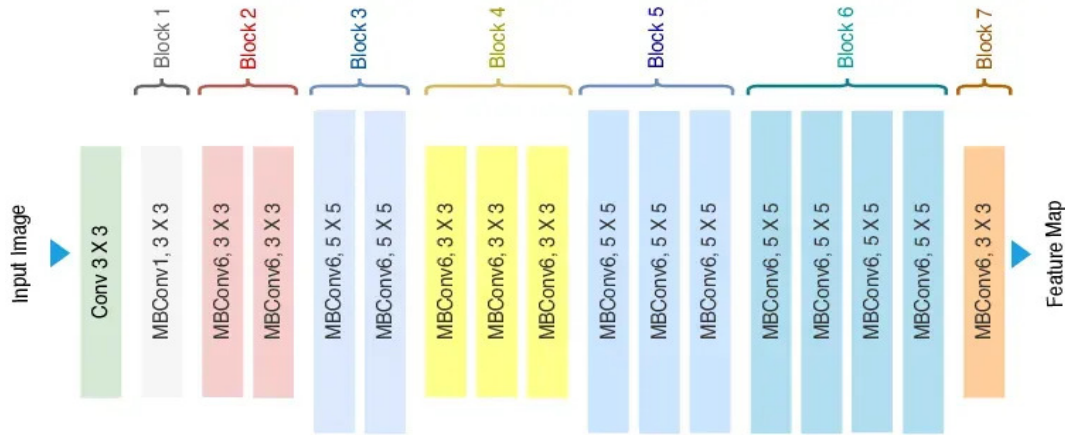 Block 1
Block 2
Block 3
Block 4
Block 5
Block 6
Block 7
Input Image
Conv 3 X 3
MBConv1, 3 X 3
MBConv6, 3 X 3
MBConv6, 3 X 3
MBConv6, 5 X 5
MBConv6, 5 X 5
MBConv6, 3 X 3
MBConv6, 3 X 3
MBConv6, 3 X 3
MBConv6, 5 X 5
MBConv6, 5 X 5
MBConv6, 5 X 5
MBConv6, 5 X 5
MBConv6, 5 X 5
MBConv6, 5 X 5
MBConv6, 5 X 5
MBConv6, 3 X 3
Feature Map